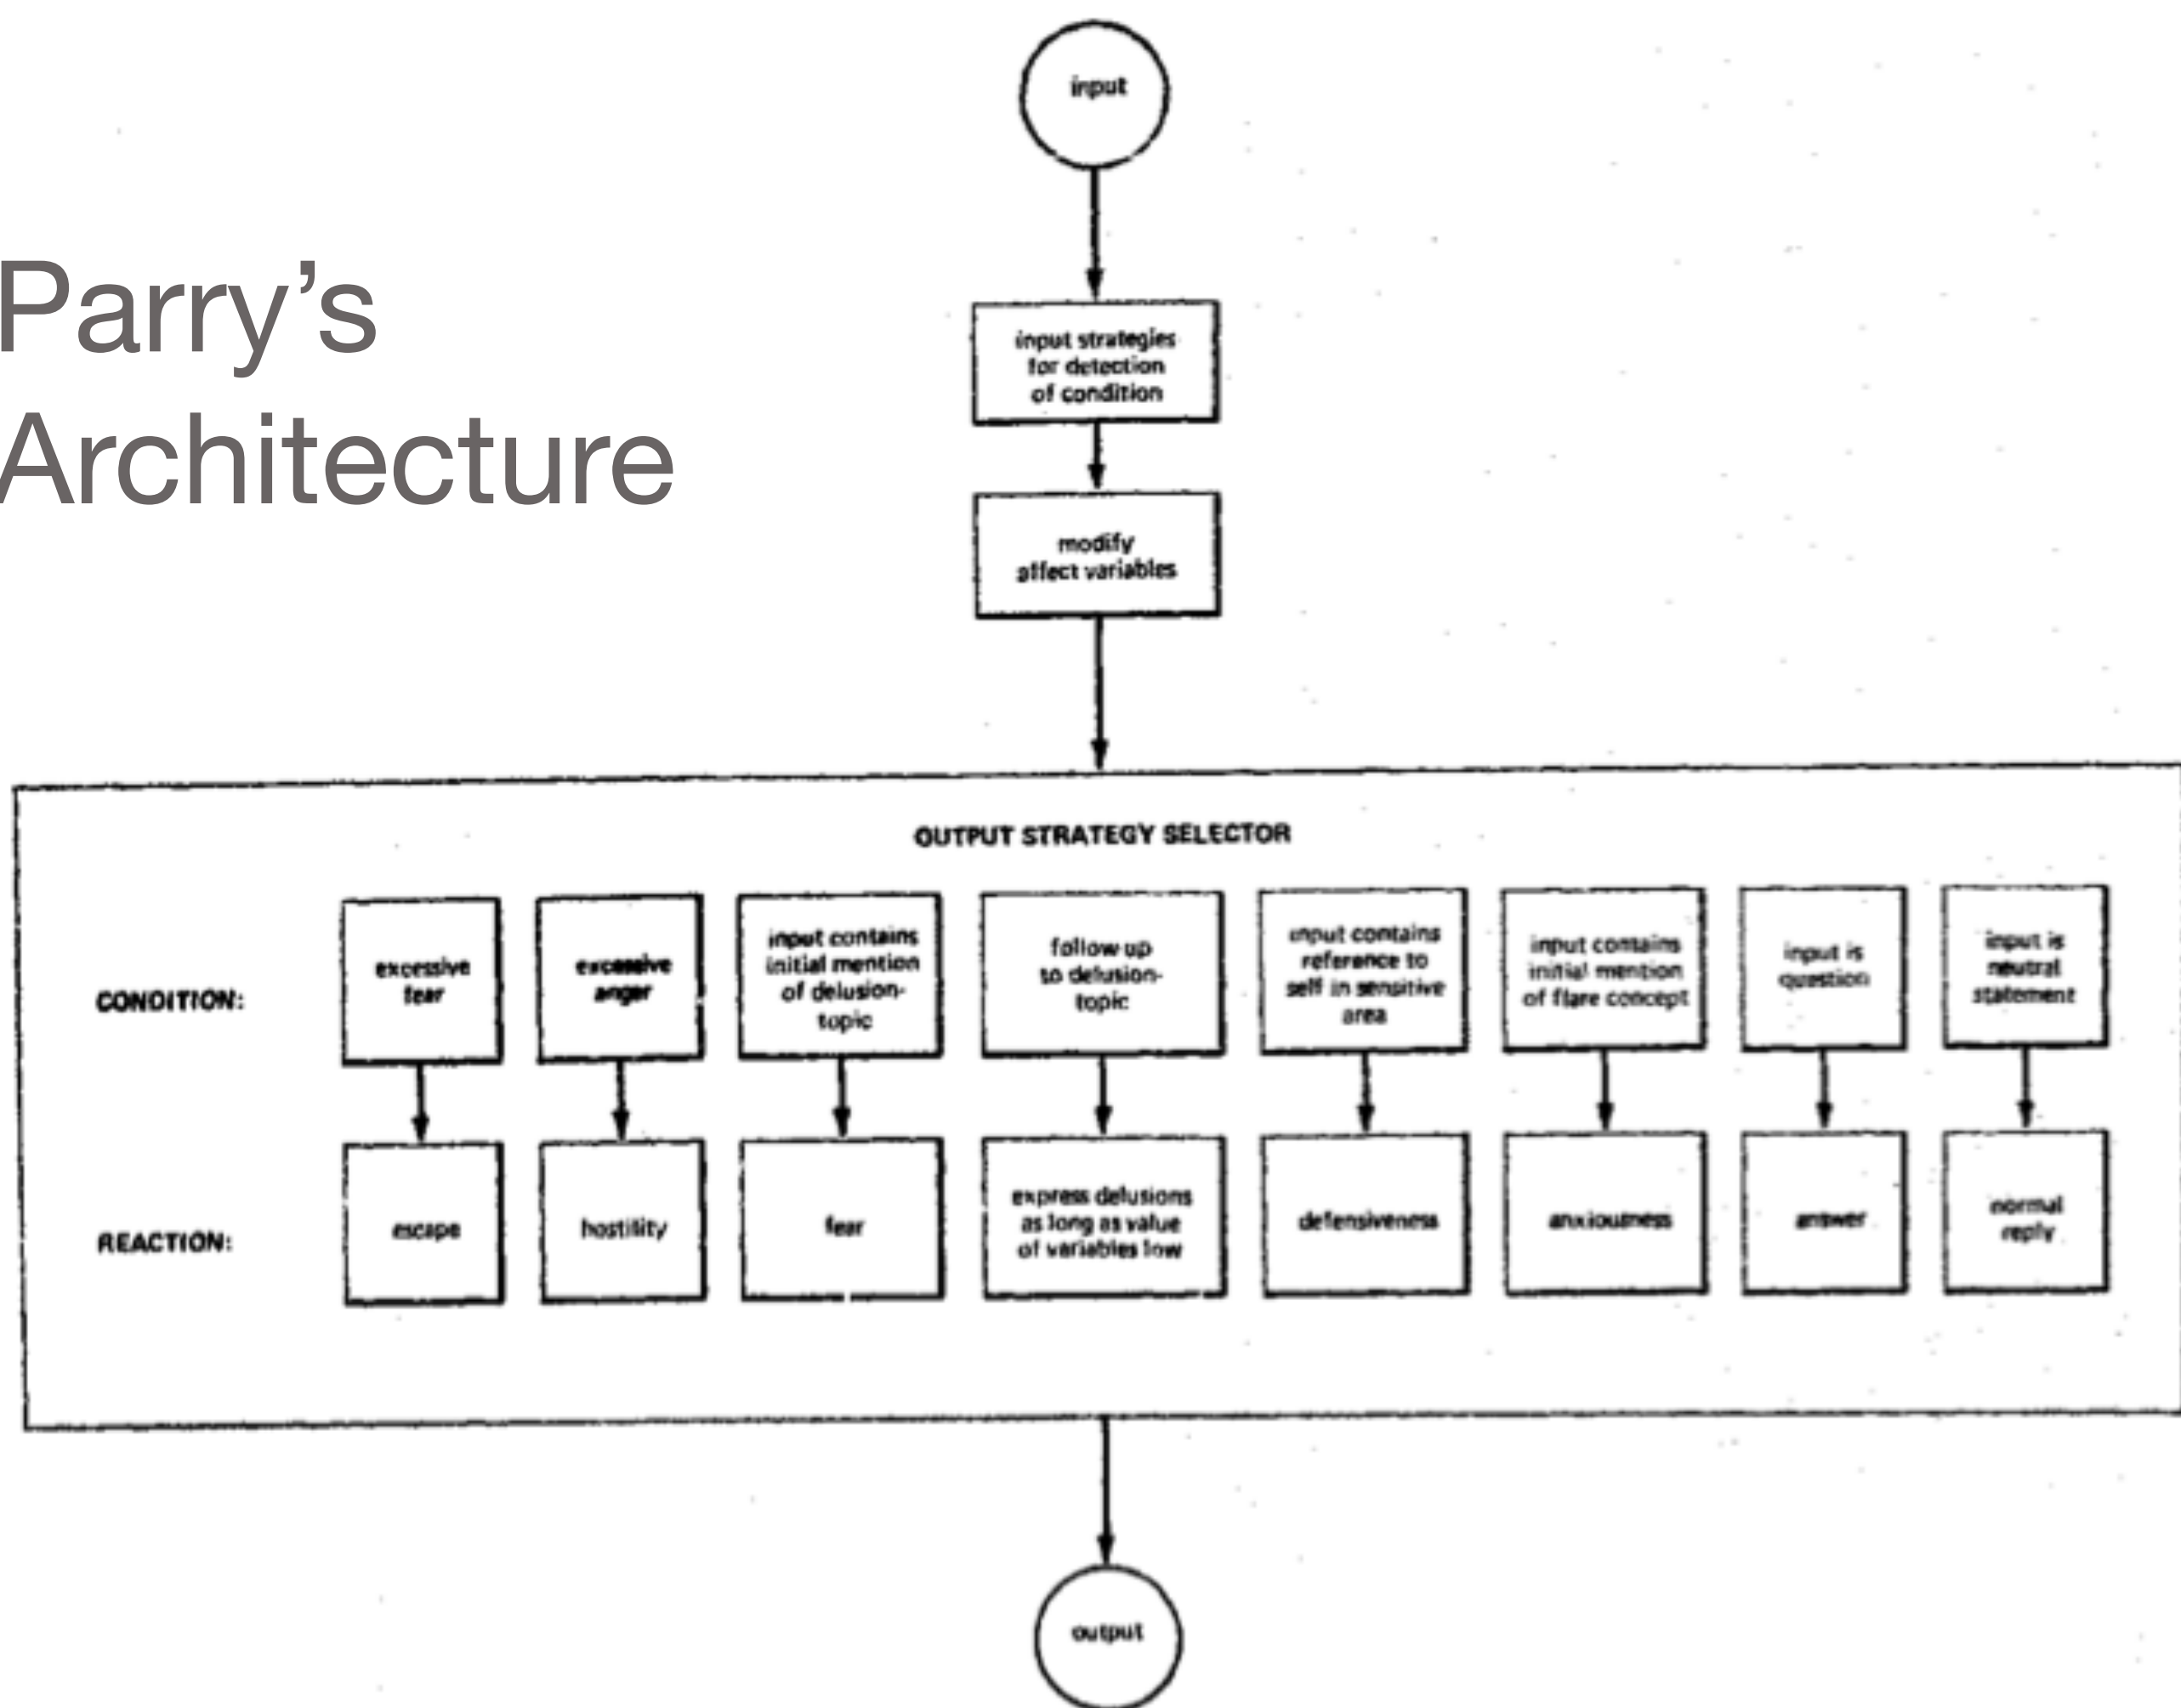 Parry’s
Architecture
input
input strategies
for detection
of condition
modify
affect variables
OUTPUT STRATEGY SELECTOR
CONDITION:
excessive
fear
excessive
anger
input contains
initial mention
of delusion-
topic
follow up
to delusion-
topic
input contains
reference to
self in sensitive
area
input contains
initial mention
of flare concept
input is
question
input is
neutral
statement
REACTION:
escape
hostility
fear
express delusions
as long as value
of variables low
defensiveness
anxiousness
answer
normal
reply
output